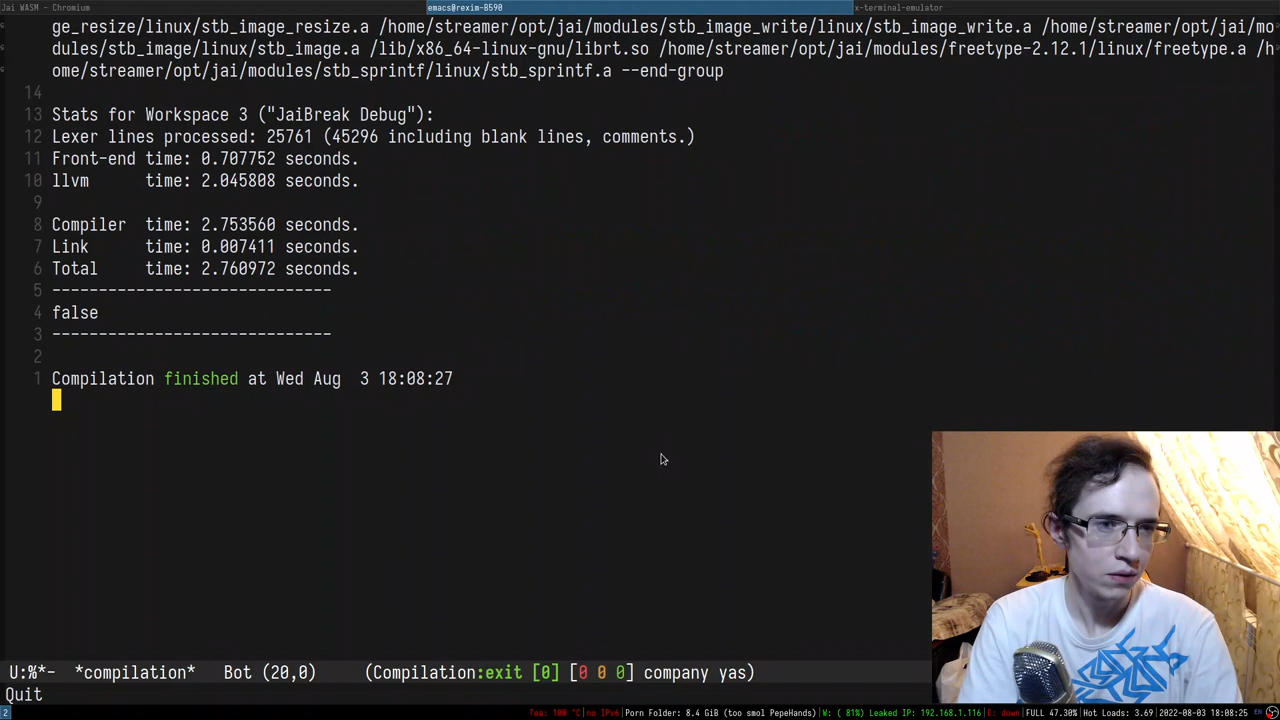 Jai WASM - Chromium
emacs@rexim-B590
x-terminal-emulator
ge_resize/linux/stb_image_resize.a /home/streamer/opt/jai/modules/stb_image_write/linux/stb_image_write.a /home/streamer/opt/jai/mo
dules/stb_image/linux/stb_image.a /lib/x86_64-linux-gnu/librt.so /home/streamer/opt/jai/modules/freetype-2.12.1/linux/freetype.a /h
ome/streamer/opt/jai/modules/stb_sprintf/linux/stb_sprintf.a --end-group
14
13 Stats for Workspace 3 ("JaiBreak Debug"):
12 Lexer lines processed: 25761 (45296 including blank lines, comments.)
11 Front-end time: 0.707752 seconds.
10 llvm      time: 2.045808 seconds.
9
8 Compiler  time: 2.753560 seconds.
7 Link      time: 0.007411 seconds.
6 Total     time: 2.760972 seconds.
5 ------------------------------
4 false
3 ------------------------------
2
1 Compilation finished at Wed Aug  3 18:08:27
U:%*-  *compilation*   Bot (20,0)     (Compilation:exit [0] [0 0 0] company yas)
Quit
2
Tea: 100 °C|no IPv6|Porn Folder: 8.4 GiB (too smol PepeHands)|W: ( 81%) Leaked IP: 192.168.1.116|E: down|FULL 47.30%|Hot Loads: 3.69|2022-08-03 18:08:25 EN